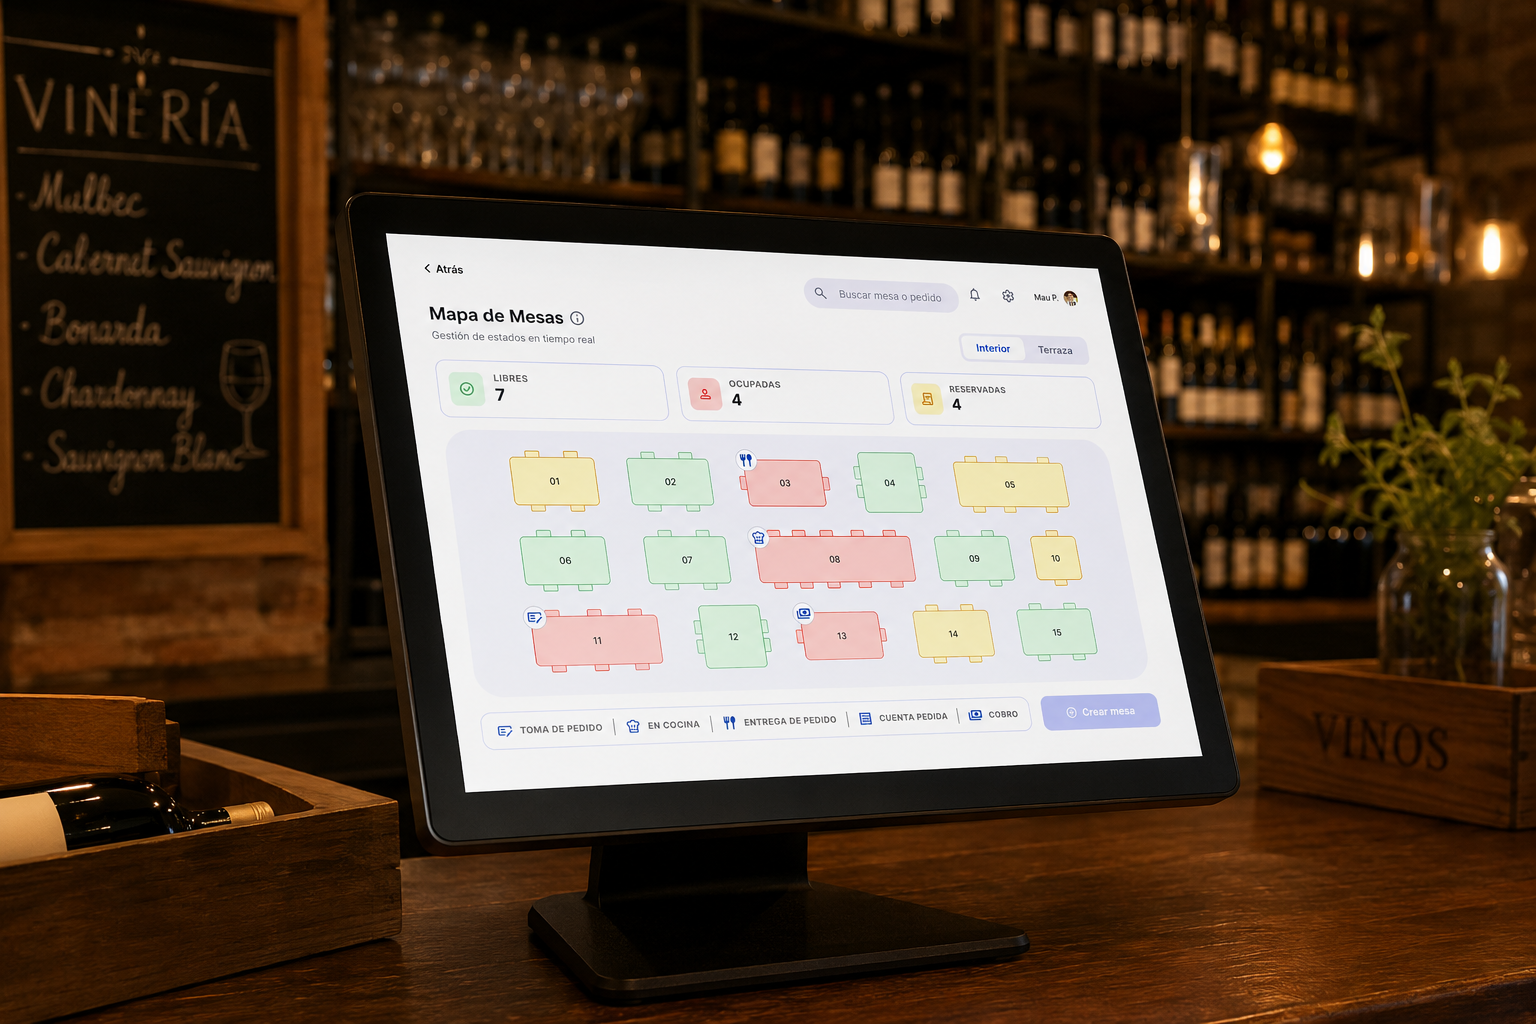 VINERÍA
- Mulbec
- Cabernet Sauvignon
- Bonarda
- Chardonnay
- Sauvignon Blanc
Atrás
Buscar mesa o pedido
Mau P.
Mapa de Mesas
Gestión de estados en tiempo real
Interior Terraza
LIBRES
7
OCUPADAS
4
RESERVADAS
4
01 02 03 04 05
06 07 08 09 10
11 12 13 14 15
TOMA DE PEDIDO | EN COCINA | ENTREGA DE PEDIDO | CUENTA PEDIDA | COBRO
Crear mesa
VINOS